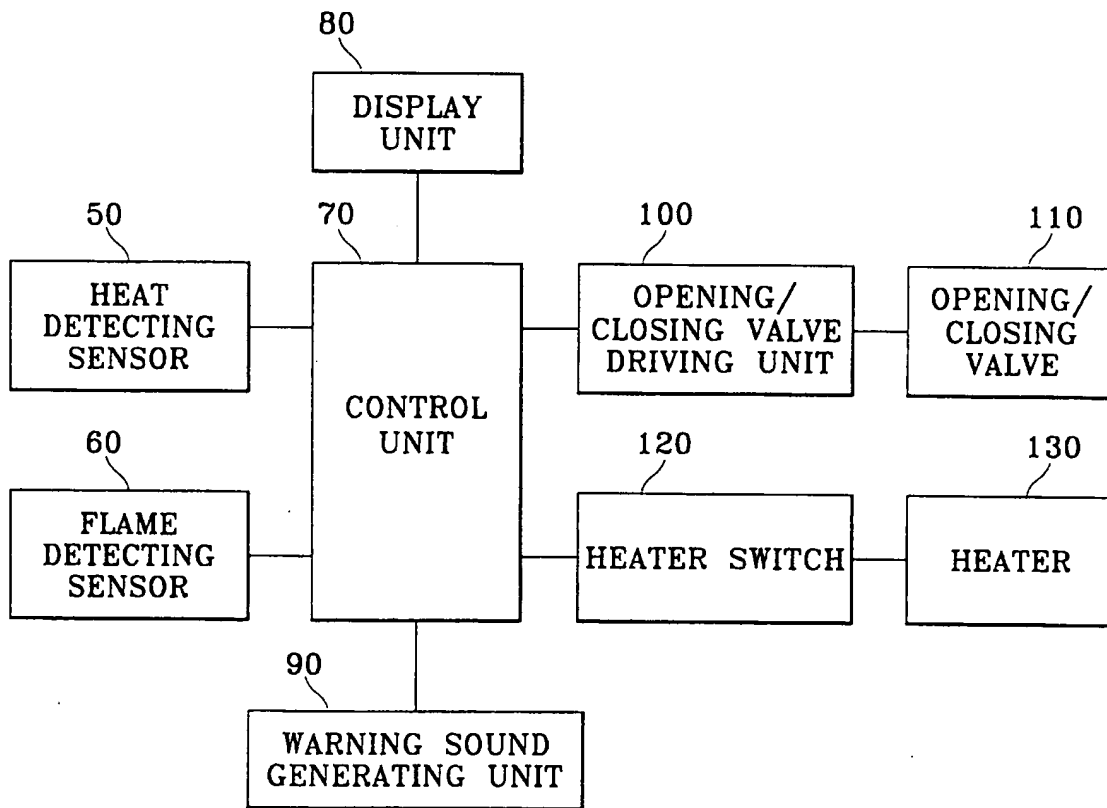 80
DISPLAY
UNIT
50
70
100
110
HEAT
DETECTING
SENSOR
CONTROL
UNIT
OPENING/
CLOSING VALVE
DRIVING UNIT
OPENING/
CLOSING
VALVE
60
120
130
FLAME
DETECTING
SENSOR
HEATER SWITCH
HEATER
90
WARNING SOUND
GENERATING UNIT